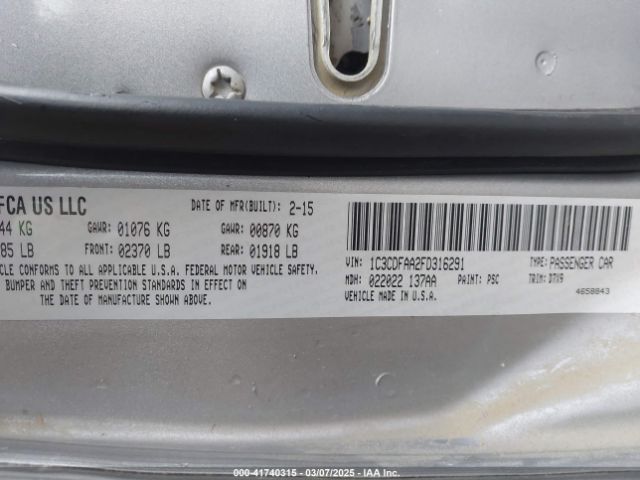 FCA US LLC
DATE OF MFR(BUILT): 2-15
44 KG GAWR: 01076 KG GAWR: 00870 KG
85 LB FRONT: 02370 LB REAR: 01918 LB
CLE CONFORMS TO ALL APPLICABLE U.S.A. FEDERAL MOTOR VEHICLE SAFETY.
BUMPER AND THEFT PREVENTION STANDARDS IN EFFECT ON
THE DATE OF MANUFACTURE SHOWN ABOVE.
VIN: 1C3CDFAA2FD316291 TYPE: PASSENGER CAR
MDH: 022022 137AA PAINT: PSC TRIM: D7X9
VEHICLE MADE IN U.S.A. 4658843
000-41740315 - 03/07/2025 - IAA Inc.